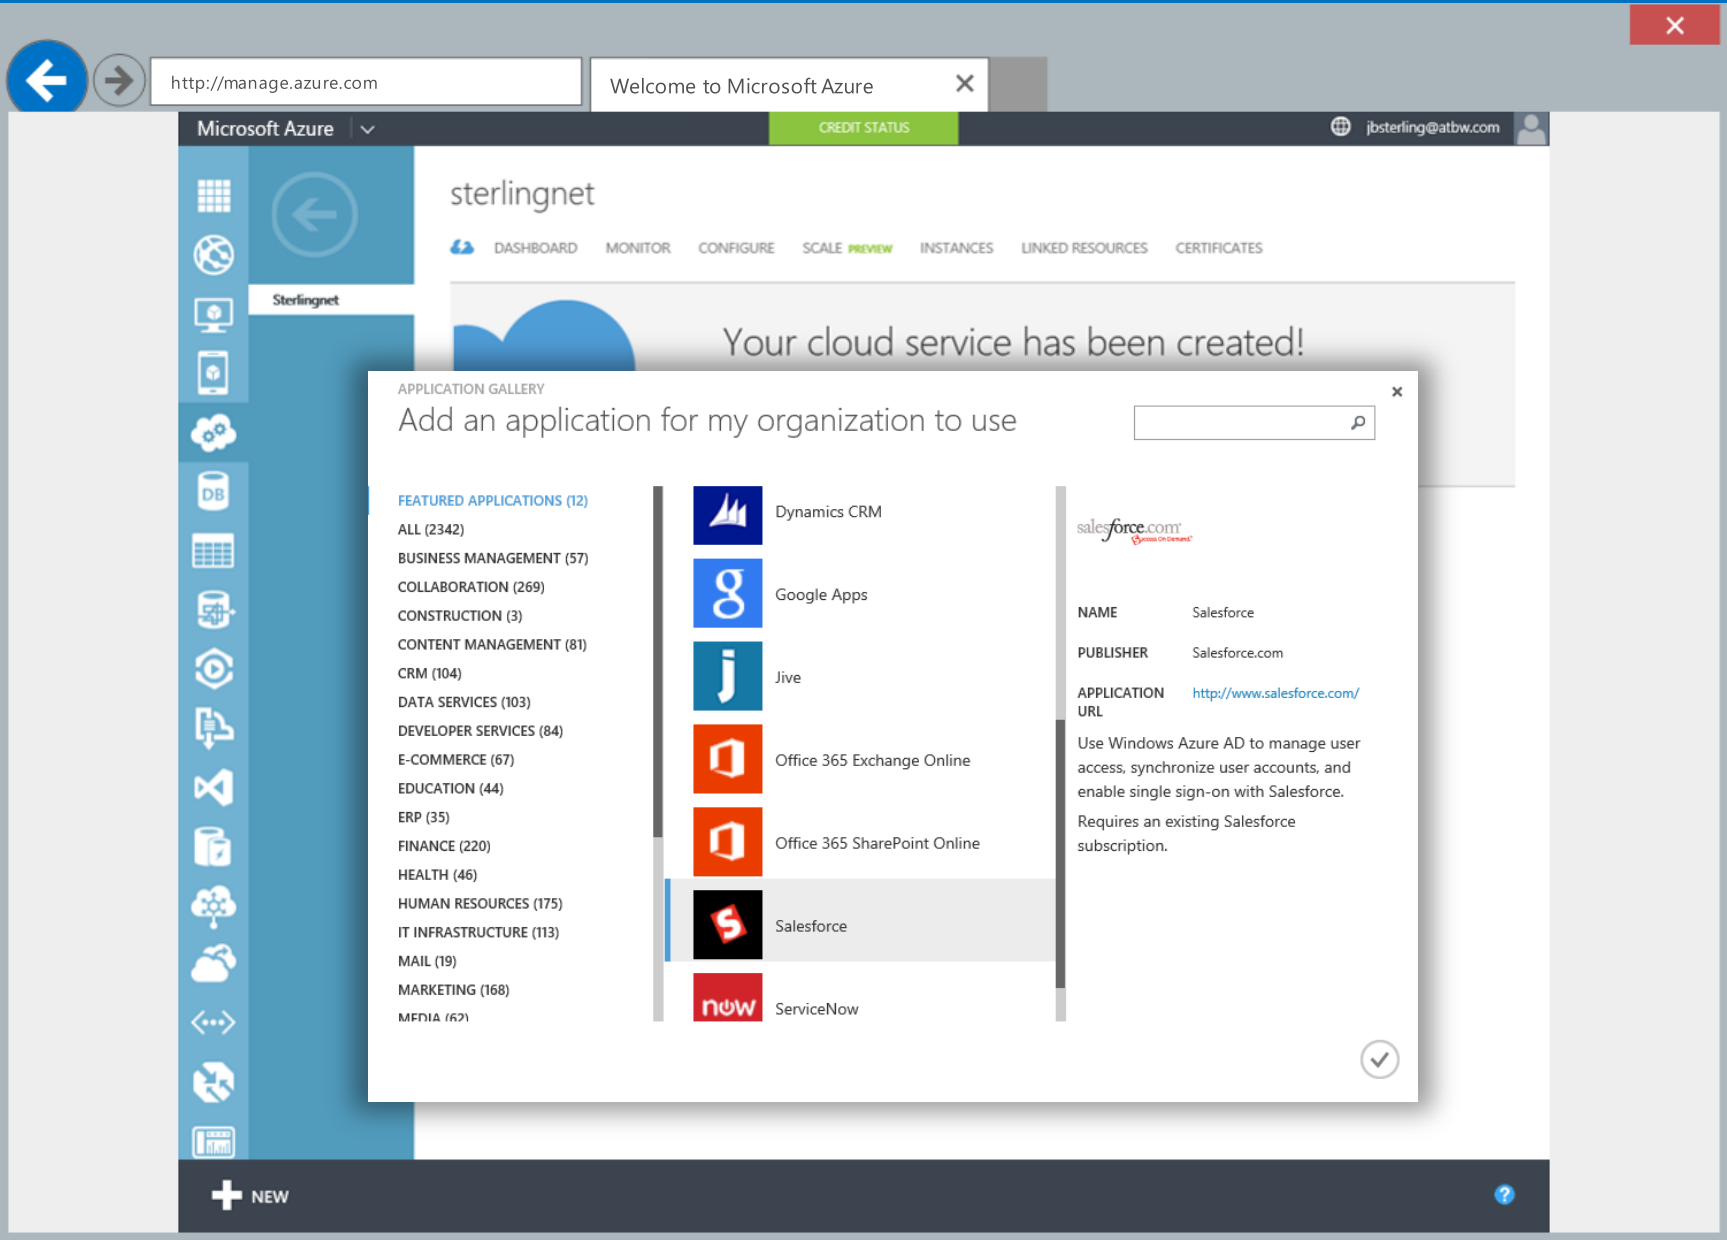 http://manage.azure.com
Welcome to Microsoft Azure
Microsoft Azure
CREDIT STATUS
jbsterling@atbw.com
sterlingnet
DASHBOARD MONITOR CONFIGURE SCALE PREVIEW INSTANCES LINKED RESOURCES CERTIFICATES
Sterlingnet
Your cloud service has been created!
APPLICATION GALLERY
Add an application for my organization to use
FEATURED APPLICATIONS (12)
ALL (2342)
BUSINESS MANAGEMENT (57)
COLLABORATION (269)
CONSTRUCTION (3)
CONTENT MANAGEMENT (81)
CRM (104)
DATA SERVICES (103)
DEVELOPER SERVICES (84)
E-COMMERCE (67)
EDUCATION (44)
ERP (35)
FINANCE (220)
HEALTH (46)
HUMAN RESOURCES (175)
IT INFRASTRUCTURE (113)
MAIL (19)
MARKETING (168)
MEDIA (62)
Dynamics CRM
g
Google Apps
j
Jive
Office 365 Exchange Online
Office 365 SharePoint Online
S
Salesforce
now
ServiceNow
salesforce.com
Success On Demand.
NAME Salesforce
PUBLISHER Salesforce.com
APPLICATION http://www.salesforce.com/
URL
Use Windows Azure AD to manage user
access, synchronize user accounts, and
enable single sign-on with Salesforce.
Requires an existing Salesforce
subscription.
DB
NEW
?